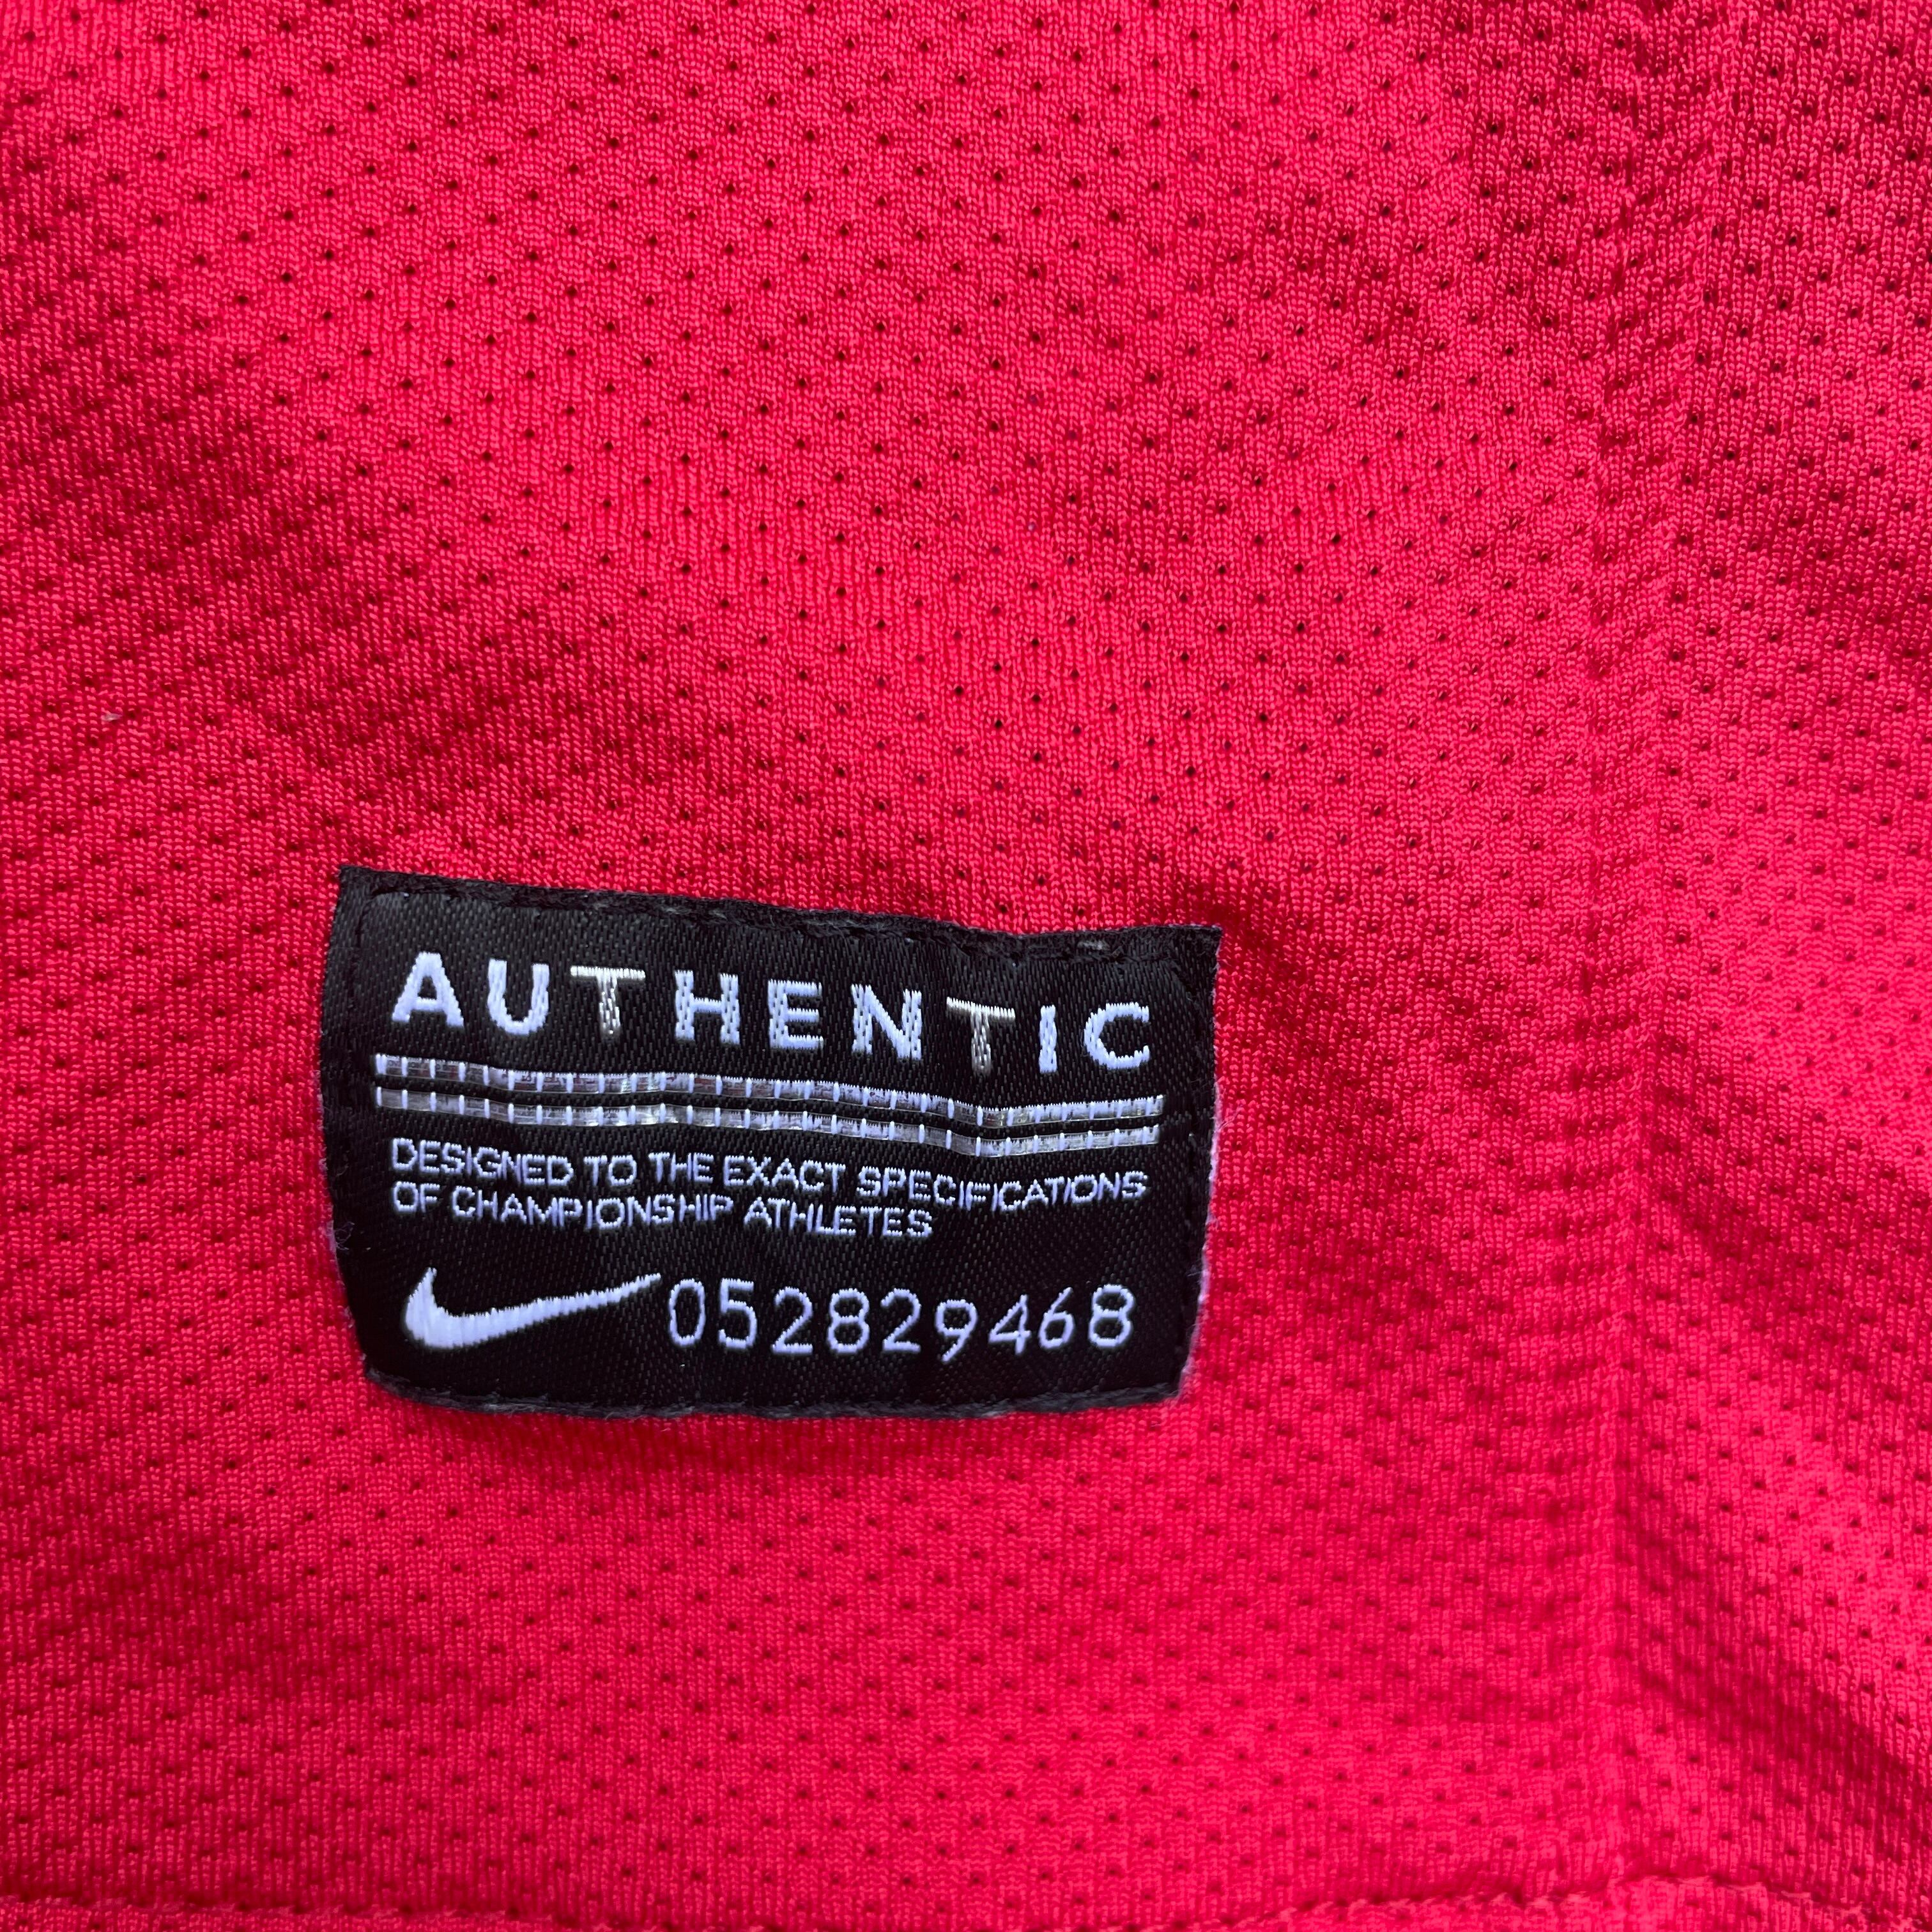 AUTHENTIC
DESIGNED TO THE EXACT SPECIFICATIONS
OF CHAMPIONSHIP ATHLETES
052829468